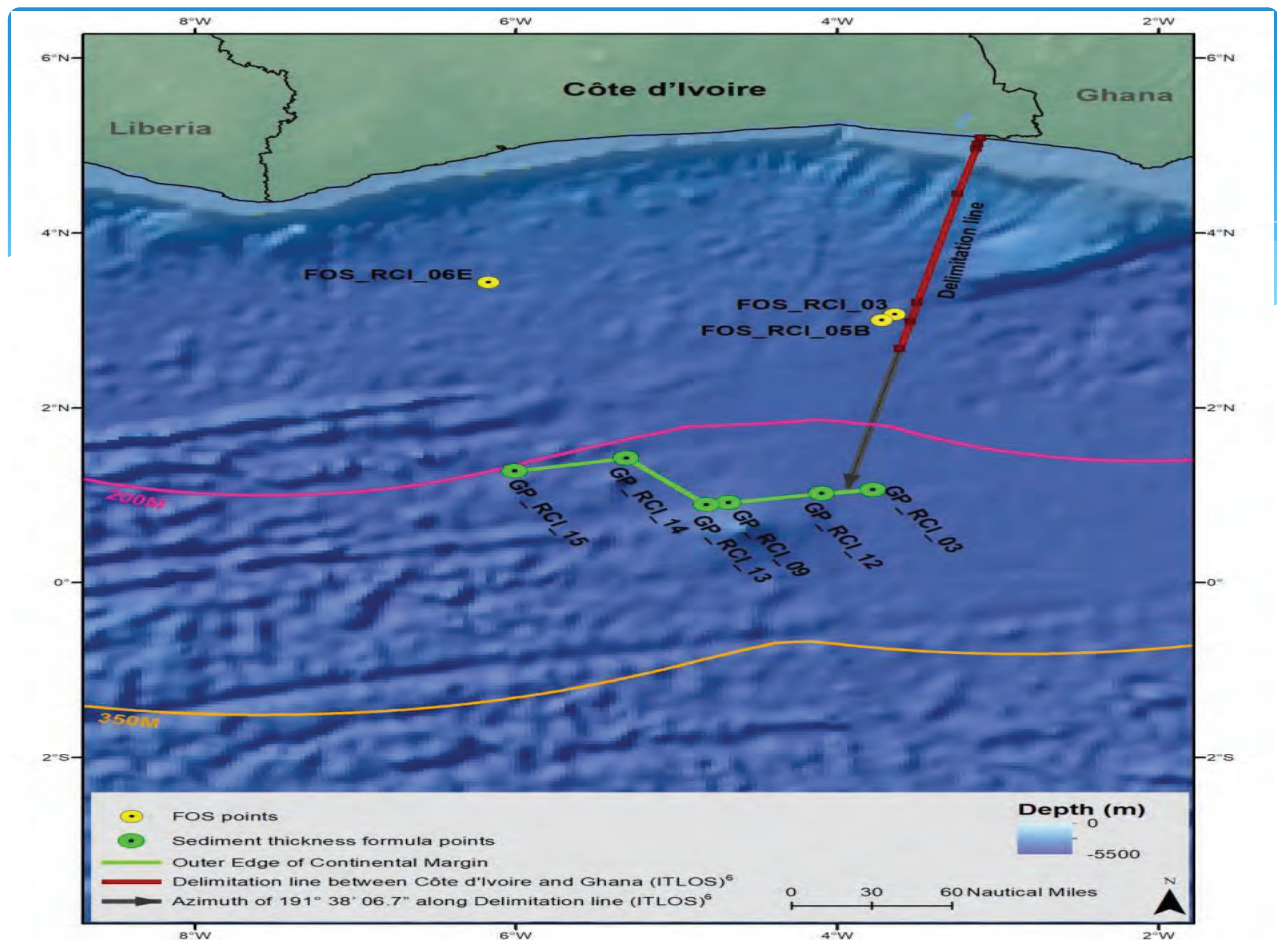 8°W 6°W 4°W 2°W
6°N 6°N
Côte d'Ivoire
Ghana
Liberia
Delimitation line
4°N 4°N
FOS_RCI_06E
FOS_RCI_03
FOS_RCI_05B
2°N 2°N
200M
GP_RCI_15
GP_RCI_14
GP_RCI_13
GP_RCI_09
GP_RCI_12
GP_RCI_03
0° 0°
350M
2°S 2°S
FOS points
Sediment thickness formula points
Outer Edge of Continental Margin
Delimitation line between Côte d'Ivoire and Ghana (ITLOS)⁶
Azimuth of 191° 38' 06.7" along Delimitation line (ITLOS)⁶
Depth (m)
0
-5500
0 30 60 Nautical Miles
N
8°W 6°W 4°W 2°W